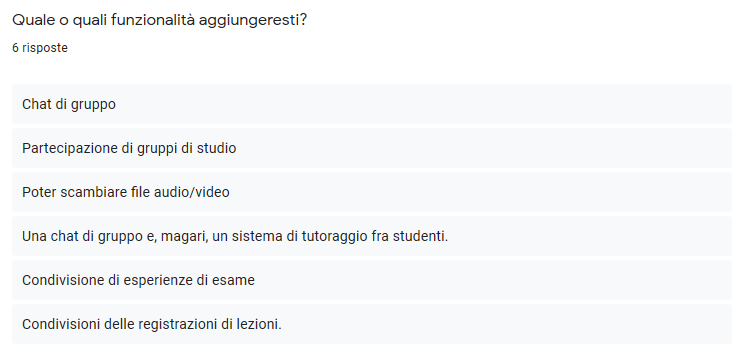 Quale o quali funzionalità aggiungeresti?
6 risposte
Chat di gruppo
Partecipazione di gruppi di studio
Poter scambiare file audio/video
Una chat di gruppo e, magari, un sistema di tutoraggio fra studenti.
Condivisione di esperienze di esame
Condivisioni delle registrazioni di lezioni.